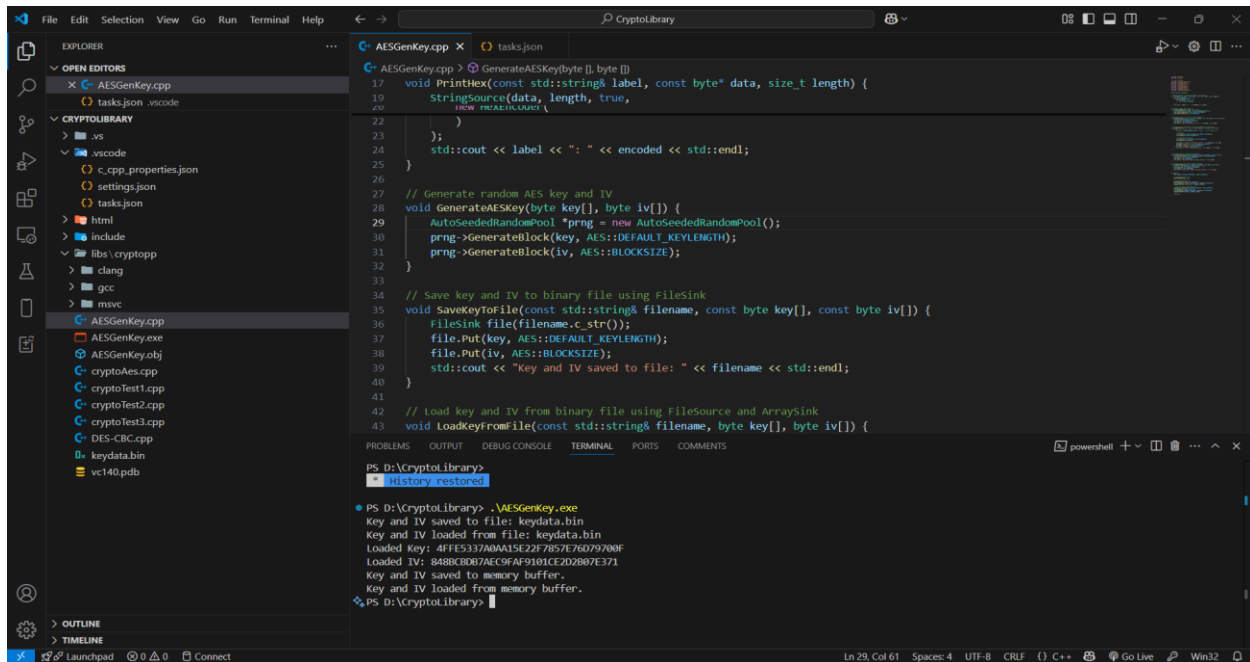 File Edit Selection View Go Run Terminal Help
CryptoLibrary
EXPLORER
OPEN EDITORS
AESGenKey.cpp
tasks.json .vscode
CRYPTOLIBRARY
.vs
.vscode
c_cpp_properties.json
settings.json
tasks.json
html
include
libs\cryptopp
clang
gcc
msvc
AESGenKey.cpp
AESGenKey.exe
AESGenKey.obj
cryptoAes.cpp
cryptoTest1.cpp
cryptoTest2.cpp
cryptoTest3.cpp
DES-CBC.cpp
keydata.bin
vc140.pdb
OUTLINE
TIMELINE
AESGenKey.cpp tasks.json
AESGenKey.cpp > GenerateAESKey(byte [], byte [])
17 void PrintHex(const std::string& label, const byte* data, size_t length) {
19 StringSource(data, length, true,
20 new HexEncoder(
22 )
23 );
24 std::cout << label << ": " << encoded << std::endl;
25 }
26
27 // Generate random AES key and IV
28 void GenerateAESKey(byte key[], byte iv[]) {
29 AutoSeededRandomPool *prng = new AutoSeededRandomPool();
30 prng->GenerateBlock(key, AES::DEFAULT_KEYLENGTH);
31 prng->GenerateBlock(iv, AES::BLOCKSIZE);
32 }
33
34 // Save key and IV to binary file using FileSink
35 void SaveKeyToFile(const std::string& filename, const byte key[], const byte iv[]) {
36 FileSink file(filename.c_str());
37 file.Put(key, AES::DEFAULT_KEYLENGTH);
38 file.Put(iv, AES::BLOCKSIZE);
39 std::cout << "Key and IV saved to file: " << filename << std::endl;
40 }
41
42 // Load key and IV from binary file using FileSource and ArraySink
43 void LoadKeyFromFile(const std::string& filename, byte key[], byte iv[]) {
PROBLEMS OUTPUT DEBUG CONSOLE TERMINAL PORTS COMMENTS
powershell
PS D:\CryptoLibrary>
* History restored
PS D:\CryptoLibrary> .\AESGenKey.exe
Key and IV saved to file: keydata.bin
Key and IV loaded from file: keydata.bin
Loaded Key: 4FFE5337A0AA15E22F7857E76D79700F
Loaded IV: 848BCBDB7AEC9FAF9101CE2D2B07E371
Key and IV saved to memory buffer.
Key and IV loaded from memory buffer.
PS D:\CryptoLibrary>
Launchpad 0 0 Connect Ln 29, Col 61 Spaces: 4 UTF-8 CRLF {} C++ Go Live Win32